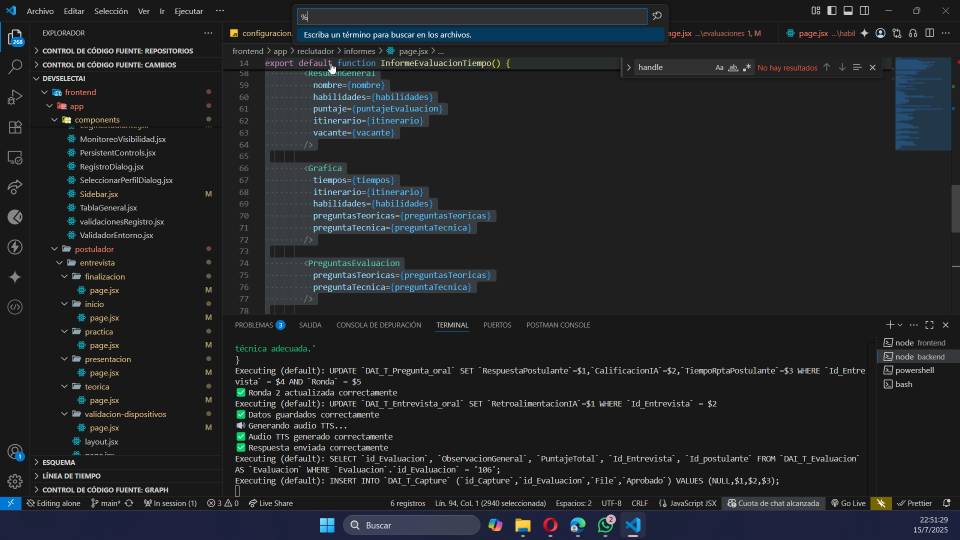 Archivo Editar Selección Ver Ir Ejecutar ···
%
Escriba un término para buscar en los archivos.
EXPLORADOR
CONTROL DE CÓDIGO FUENTE: REPOSITORIOS
CONTROL DE CÓDIGO FUENTE: CAMBIOS
DEVSELECTAI
frontend
app
components
MonitoreoVisibilidad.jsx
PersistentControls.jsx
RegistroDialog.jsx
SeleccionarPerfilDialog.jsx
Sidebar.jsx M
TablaGeneral.jsx
validacionesRegistro.jsx
ValidadorEntorno.jsx
postulador
entrevista
finalizacion
page.jsx M
inicio
page.jsx M
practica
page.jsx M
presentacion
page.jsx M
teorica
page.jsx M
validacion-dispositivos
page.jsx M
layout.jsx
ESQUEMA
LÍNEA DE TIEMPO
CONTROL DE CÓDIGO FUENTE: GRAPH
268
1
configuracion.
page.jsx ...\evaluaciones 1, M
page.jsx ...\habil
frontend > app > reclutador > informes > page.jsx > ...
handle
Aa ab
No hay resultados
14 export default function InformeEvaluacionTiempo() {
58 <ResumenGeneral
59 nombre={nombre}
60 habilidades={habilidades}
61 puntaje={puntajeEvaluacion}
62 itinerario={itinerario}
63 vacante={vacante}
64 />
65
66 <Grafica
67 tiempos={tiempos}
68 itinerario={itinerario}
69 habilidades={habilidades}
70 preguntasTeoricas={preguntasTeoricas}
71 preguntaTecnica={preguntaTecnica}
72 />
73
74 <PreguntasEvaluacion
75 preguntasTeoricas={preguntasTeoricas}
76 preguntaTecnica={preguntaTecnica}
77 />
78
PROBLEMAS 3 SALIDA CONSOLA DE DEPURACIÓN TERMINAL PUERTOS POSTMAN CONSOLE
técnica adecuada.'
}
Executing (default): UPDATE `DAI_T_Pregunta_oral` SET `RespuestaPostulante`=$1,`CalificacionIA`=$2,`TiempoRptaPostulante`=$3 WHERE `Id_Entre
vista` = $4 AND `Ronda` = $5
✅ Ronda 2 actualizada correctamente
Executing (default): UPDATE `DAI_T_Entrevista_oral` SET `RetroalimentacionIA`=$1 WHERE `Id_Entrevista` = $2
✅ Datos guardados correctamente
🔊 Generando audio TTS...
✅ Audio TTS generado correctamente
✅ Respuesta enviada correctamente
Executing (default): SELECT `id_Evaluacion`, `ObservacionGeneral`, `PuntajeTotal`, `Id_Entrevista`, `Id_postulante` FROM `DAI_T_Evaluacion`
AS `Evaluacion` WHERE `Evaluacion`.`id_Evaluacion` = '106';
Executing (default): INSERT INTO `DAI_T_Capture` (`id_Capture`,`id_Evaluacion`,`File`,`Aprobado`) VALUES (NULL,$1,$2,$3);
node frontend
node backend
powershell
bash
Editing alone main* In session (1) 3 0 Live Share 6 registros Lín. 94, Col. 1 (2940 seleccionada) Espacios: 2 UTF-8 CRLF {} JavaScript JSX Cuota de chat alcanzada Go Live Prettier
Buscar
2
22:51:29
15/7/2025